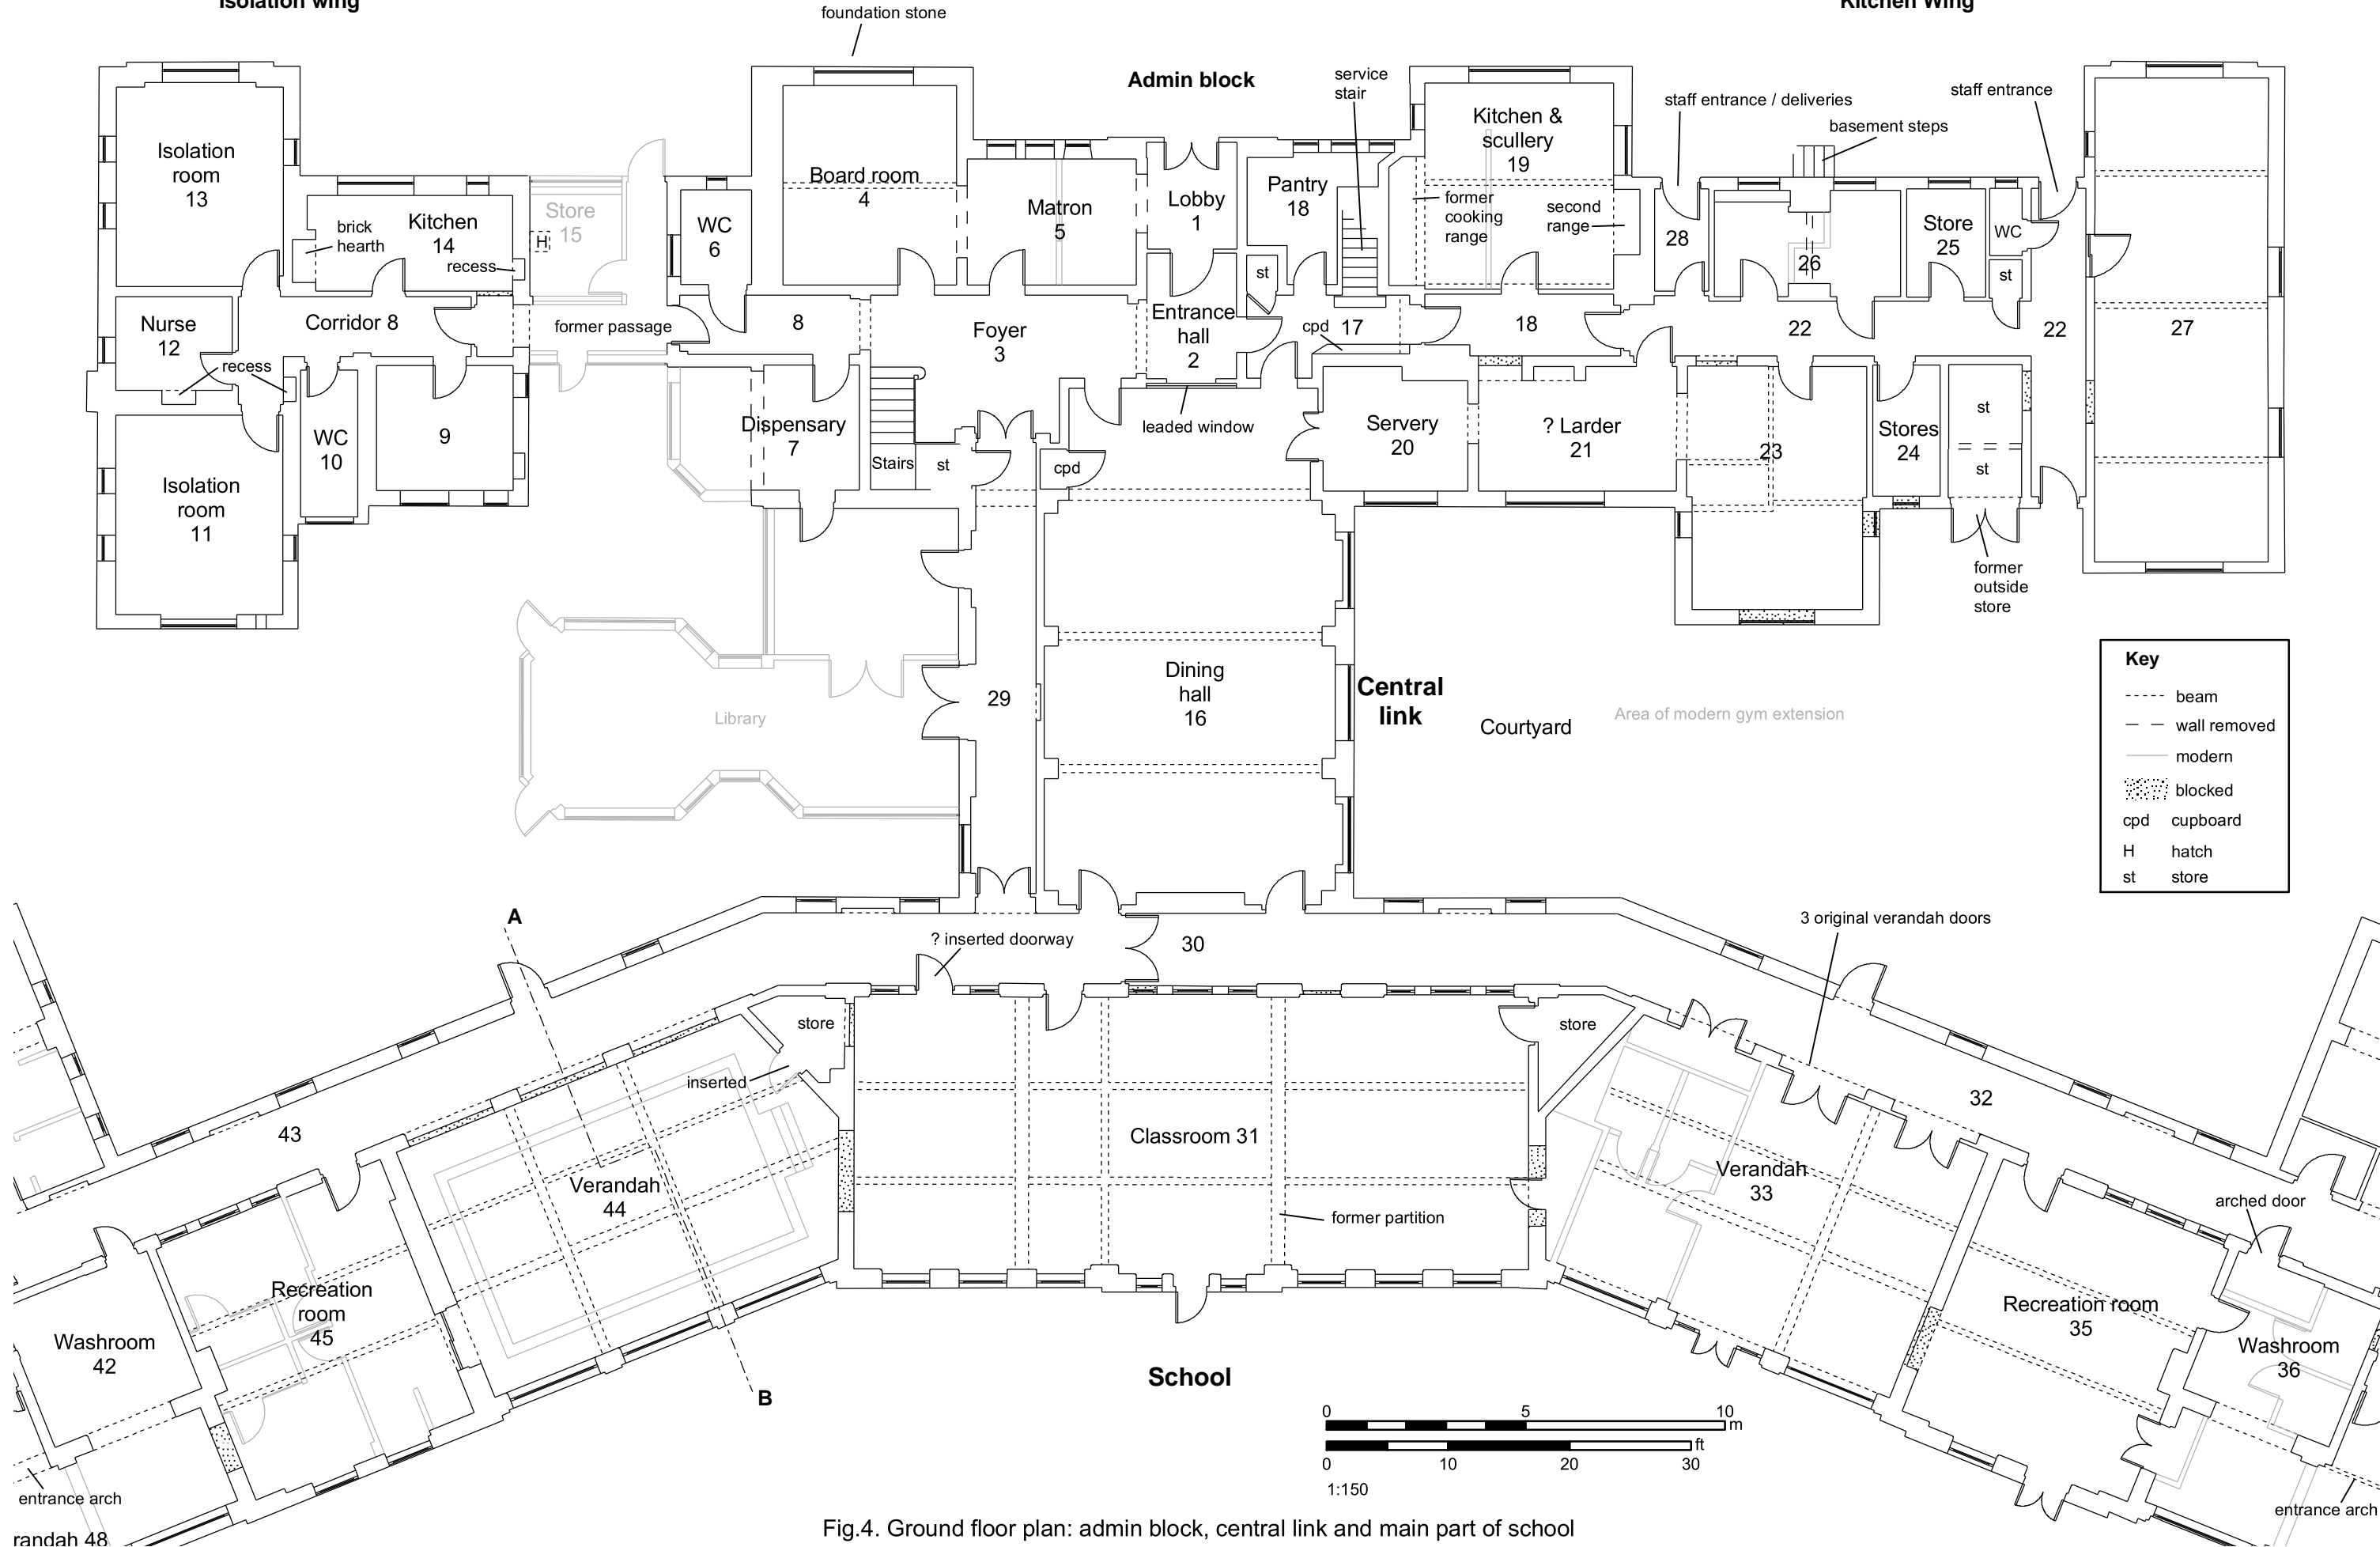 Isolation wing
Kitchen Wing
foundation stone
Admin block
service
stair
staff entrance / deliveries
staff entrance
basement steps
Isolation
room
13
brick
hearth
Kitchen
14
recess
Store
15
H
WC
6
Board room
4
Matron
5
Lobby
1
Pantry
18
Kitchen &
scullery
19
former
cooking
range
second
range
28
26
Store
25
WC
st
st
Nurse
12
Corridor 8
former passage
8
Foyer
3
Entrance
hall
2
cpd
17
18
22
22
27
recess
WC
10
9
Dispensary
7
Stairs
st
cpd
leaded window
Servery
20
? Larder
21
23
Stores
24
st
st
Isolation
room
11
former
outside
store
Library
29
Dining
hall
16
Central
link
Courtyard
Area of modern gym extension
Key
beam
wall removed
modern
blocked
cpd cupboard
H hatch
st store
A
? inserted doorway
30
3 original verandah doors
store
store
inserted
43
32
Classroom 31
Verandah
44
Verandah
33
former partition
arched door
Recreation
room
45
Washroom
42
Recreation room
35
Washroom
36
School
B
0 5 10
m
ft
0 10 20 30
1:150
entrance arch
entrance arch
randah 48
Fig.4. Ground floor plan: admin block, central link and main part of school